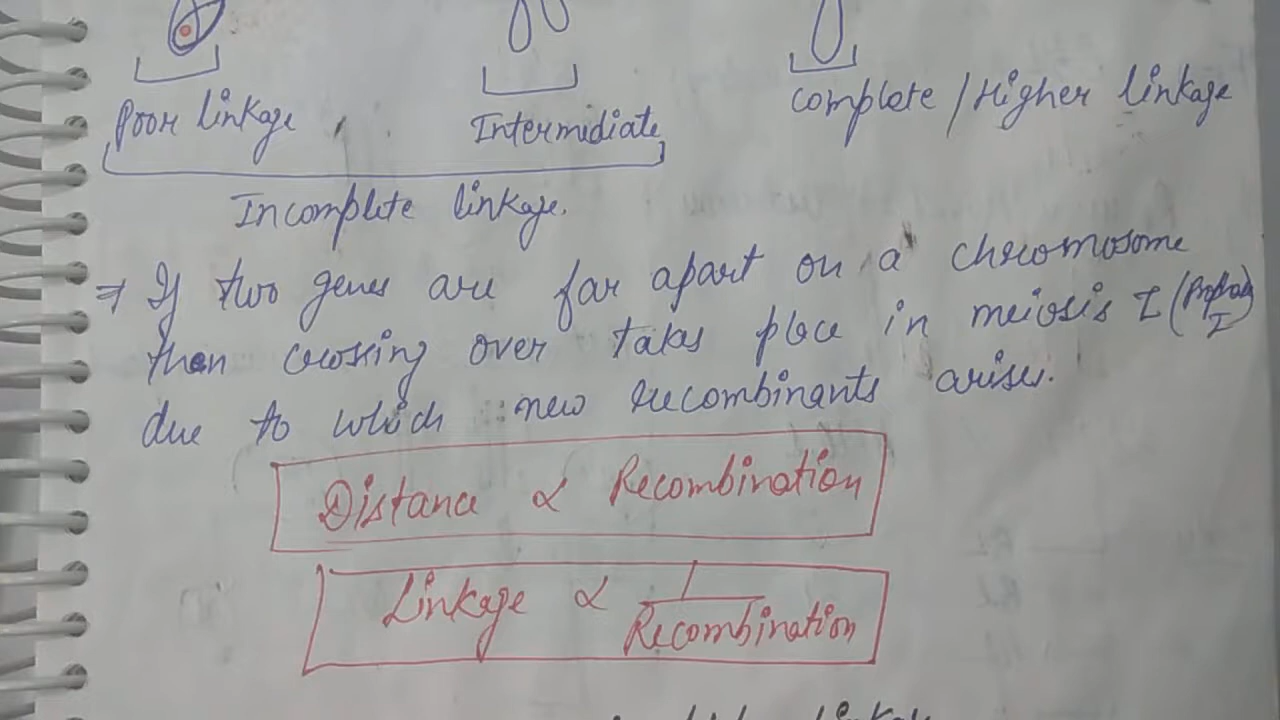 Poor linkage
Intermediate
Complete / Higher linkage
Incomplete linkage.
⇒ If two genes are far apart on a chromosome
then crossing over takes place in meiosis I (Prophase I)
due to which new recombinants arises.
Distance ∝ Recombination
Linkage ∝ 1
Recombination